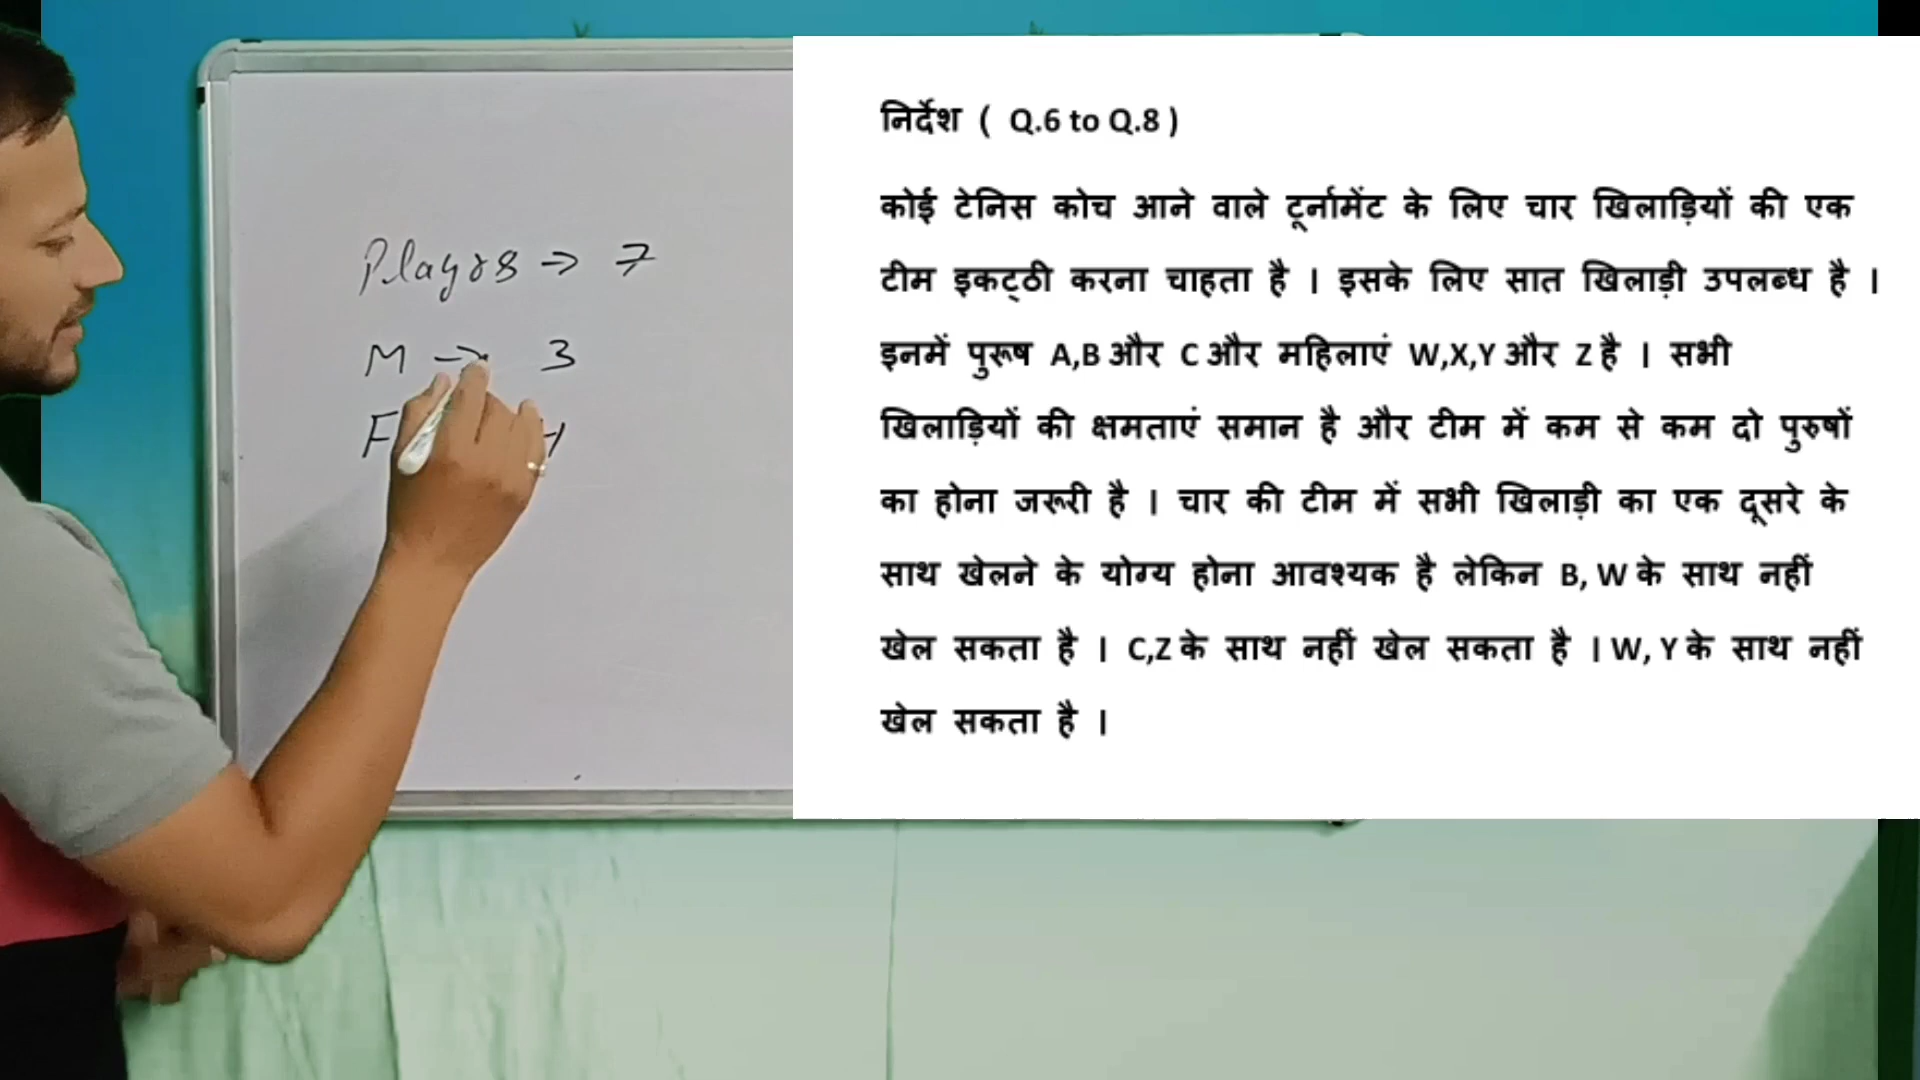 Playrs → 7
M → 3
F
निर्देश ( Q.6 to Q.8 )
कोई टेनिस कोच आने वाले टूर्नामेंट के लिए चार खिलाड़ियों की एक
टीम इकट्ठी करना चाहता है । इसके लिए सात खिलाड़ी उपलब्ध है ।
इनमें पुरूष A,B और C और महिलाएं W,X,Y और Z है । सभी
खिलाड़ियों की क्षमताएं समान है और टीम में कम से कम दो पुरुषों
का होना जरूरी है । चार की टीम में सभी खिलाड़ी का एक दूसरे के
साथ खेलने के योग्य होना आवश्यक है लेकिन B, W के साथ नहीं
खेल सकता है । C,Z के साथ नहीं खेल सकता है । W, Y के साथ नहीं
खेल सकता है ।